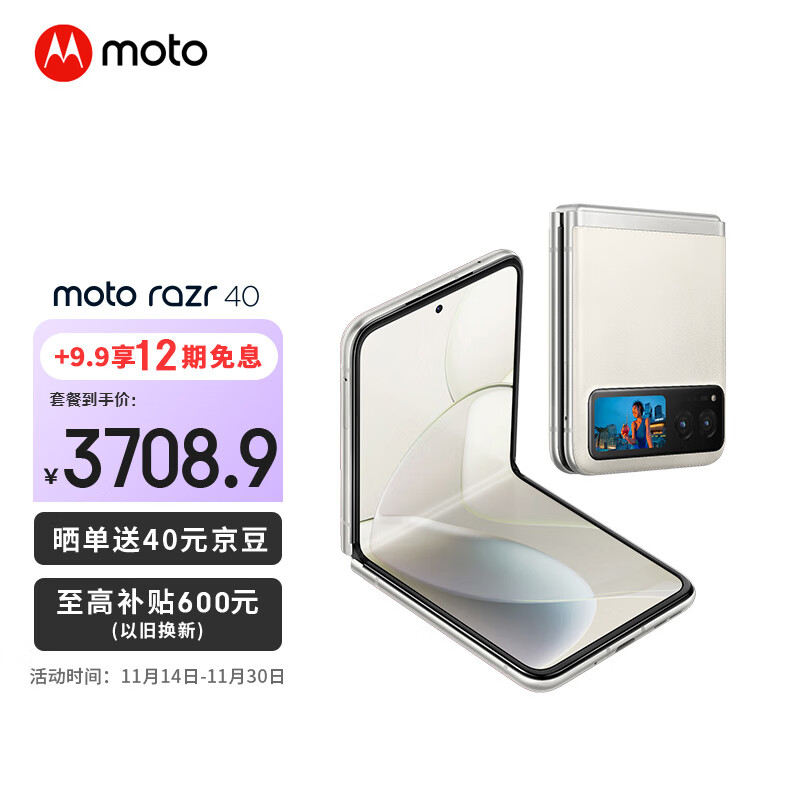 moto
moto razr 40
+9.9享12期免息
套餐到手价:
¥3708.9
晒单送40元京豆
至高补贴600元
(以旧换新)
活动时间：11月14日-11月30日